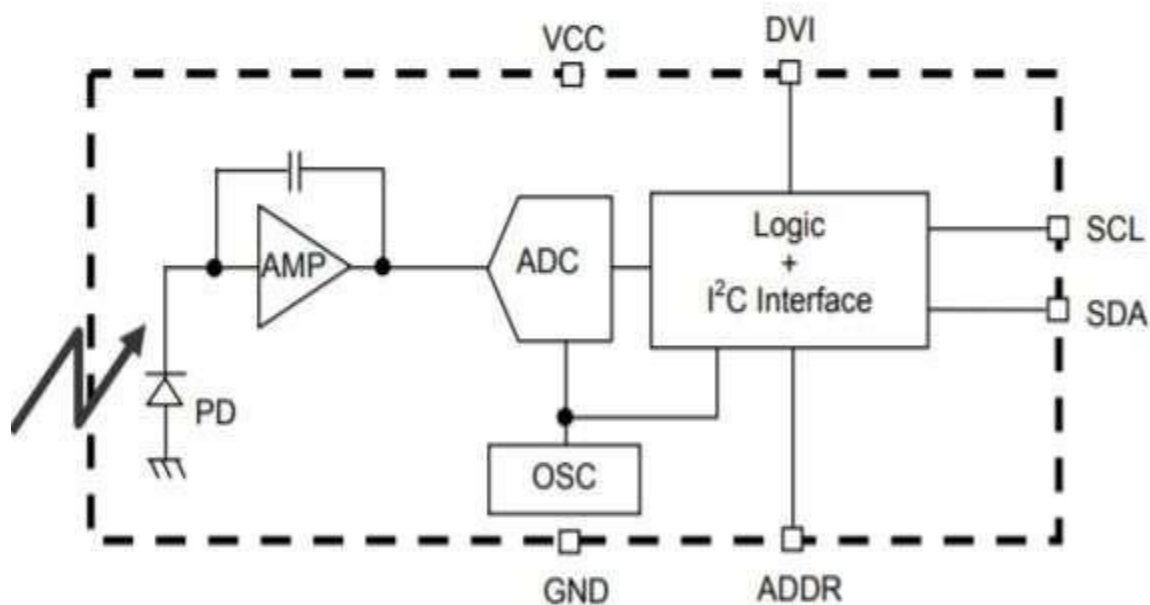 VCC
DVI
AMP
ADC
Logic
+
I²C Interface
SCL
SDA
PD
OSC
GND
ADDR